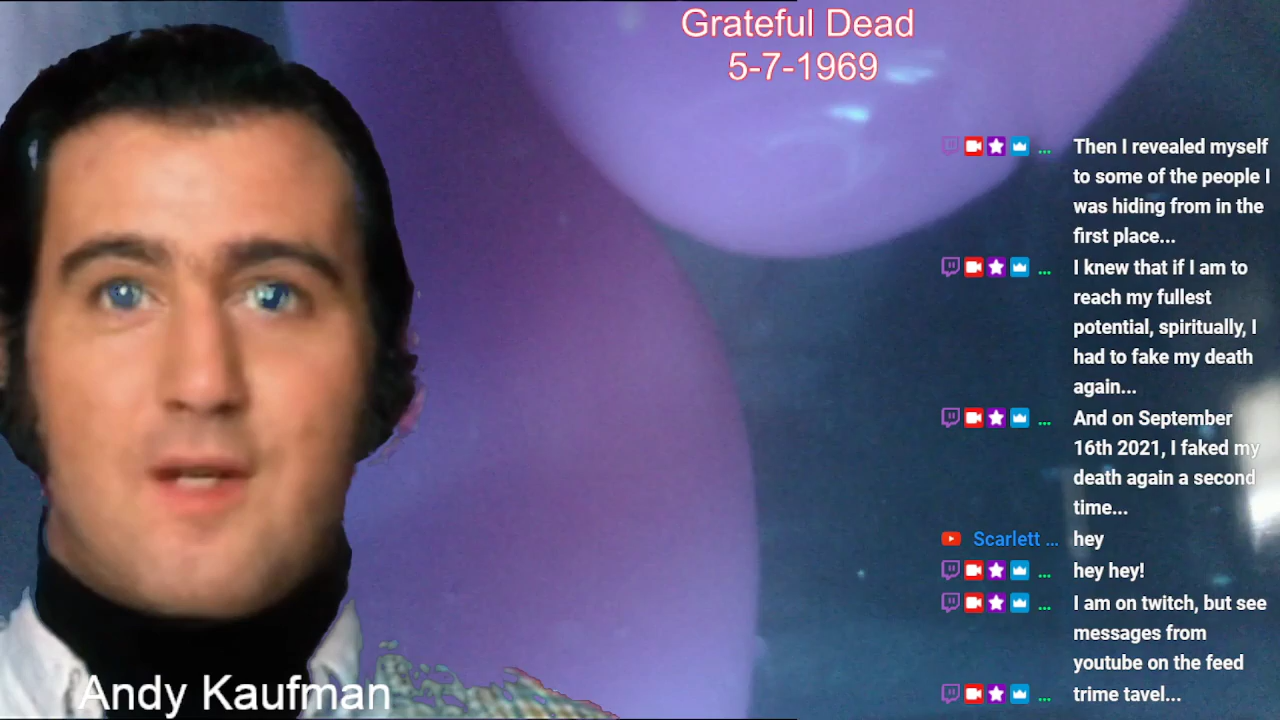 Grateful Dead
5-7-1969
Then I revealed myself
to some of the people I
was hiding from in the
first place...
I knew that if I am to
reach my fullest
potential, spiritually, I
had to fake my death
again...
And on September
16th 2021, I faked my
death again a second
time...
Scarlett ... hey
hey hey!
I am on twitch, but see
messages from
youtube on the feed
trime tavel...
Andy Kaufman